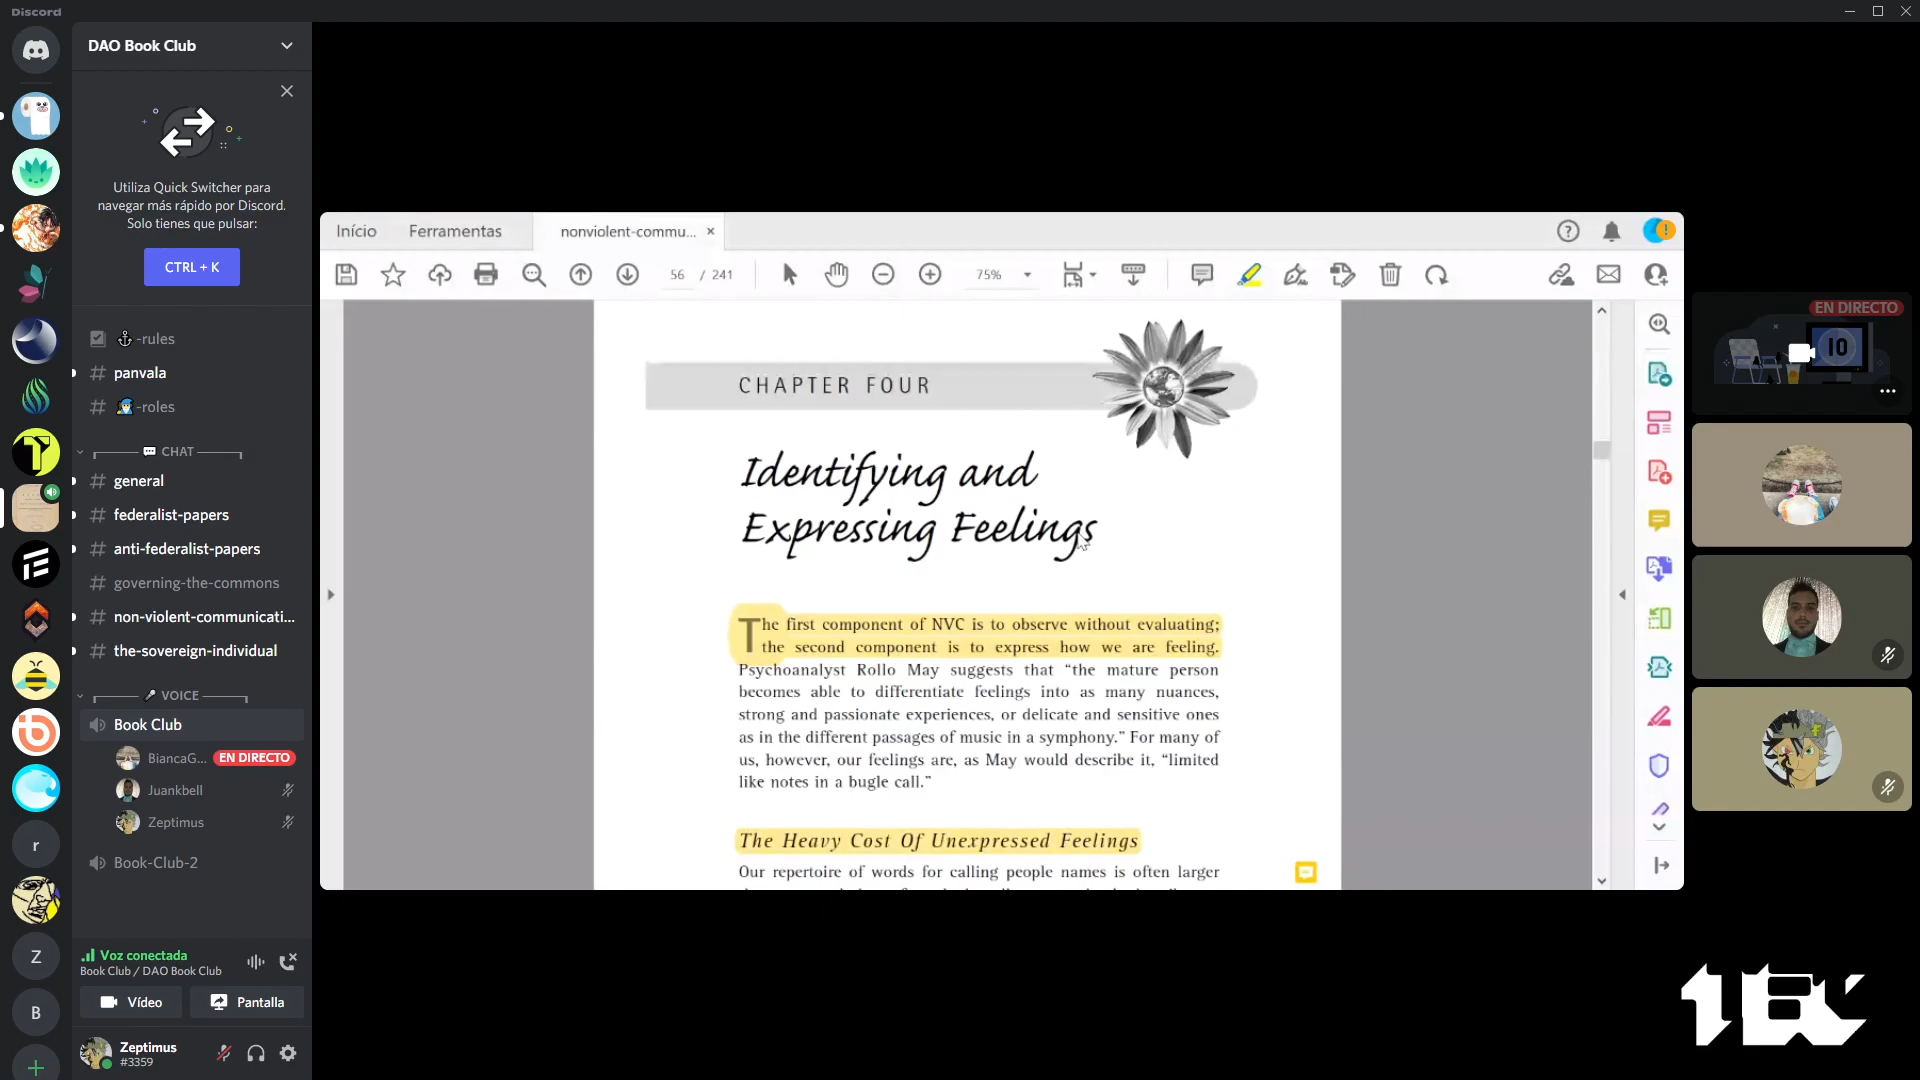 Discord
DAO Book Club
Utiliza Quick Switcher para
navegar más rápido por Discord.
Solo tienes que pulsar:
CTRL + K
-rules
panvala
-roles
CHAT
general
federalist-papers
anti-federalist-papers
governing-the-commons
non-violent-communicati...
the-sovereign-individual
VOICE
Book Club
BiancaG... EN DIRECTO
Juankbell
Zeptimus
Book-Club-2
r
Z
B
Voz conectada
Book Club / DAO Book Club
Vídeo
Pantalla
Zeptimus
#3359
Início
Ferramentas
nonviolent-commu...
56 / 241
75%
CHAPTER FOUR
Identifying and
Expressing Feelings
The first component of NVC is to observe without evaluating;
the second component is to express how we are feeling.
Psychoanalyst Rollo May suggests that “the mature person
becomes able to differentiate feelings into as many nuances,
strong and passionate experiences, or delicate and sensitive ones
as in the different passages of music in a symphony.” For many of
us, however, our feelings are, as May would describe it, “limited
like notes in a bugle call.”
The Heavy Cost Of Unexpressed Feelings
Our repertoire of words for calling people names is often larger
EN DIRECTO
10